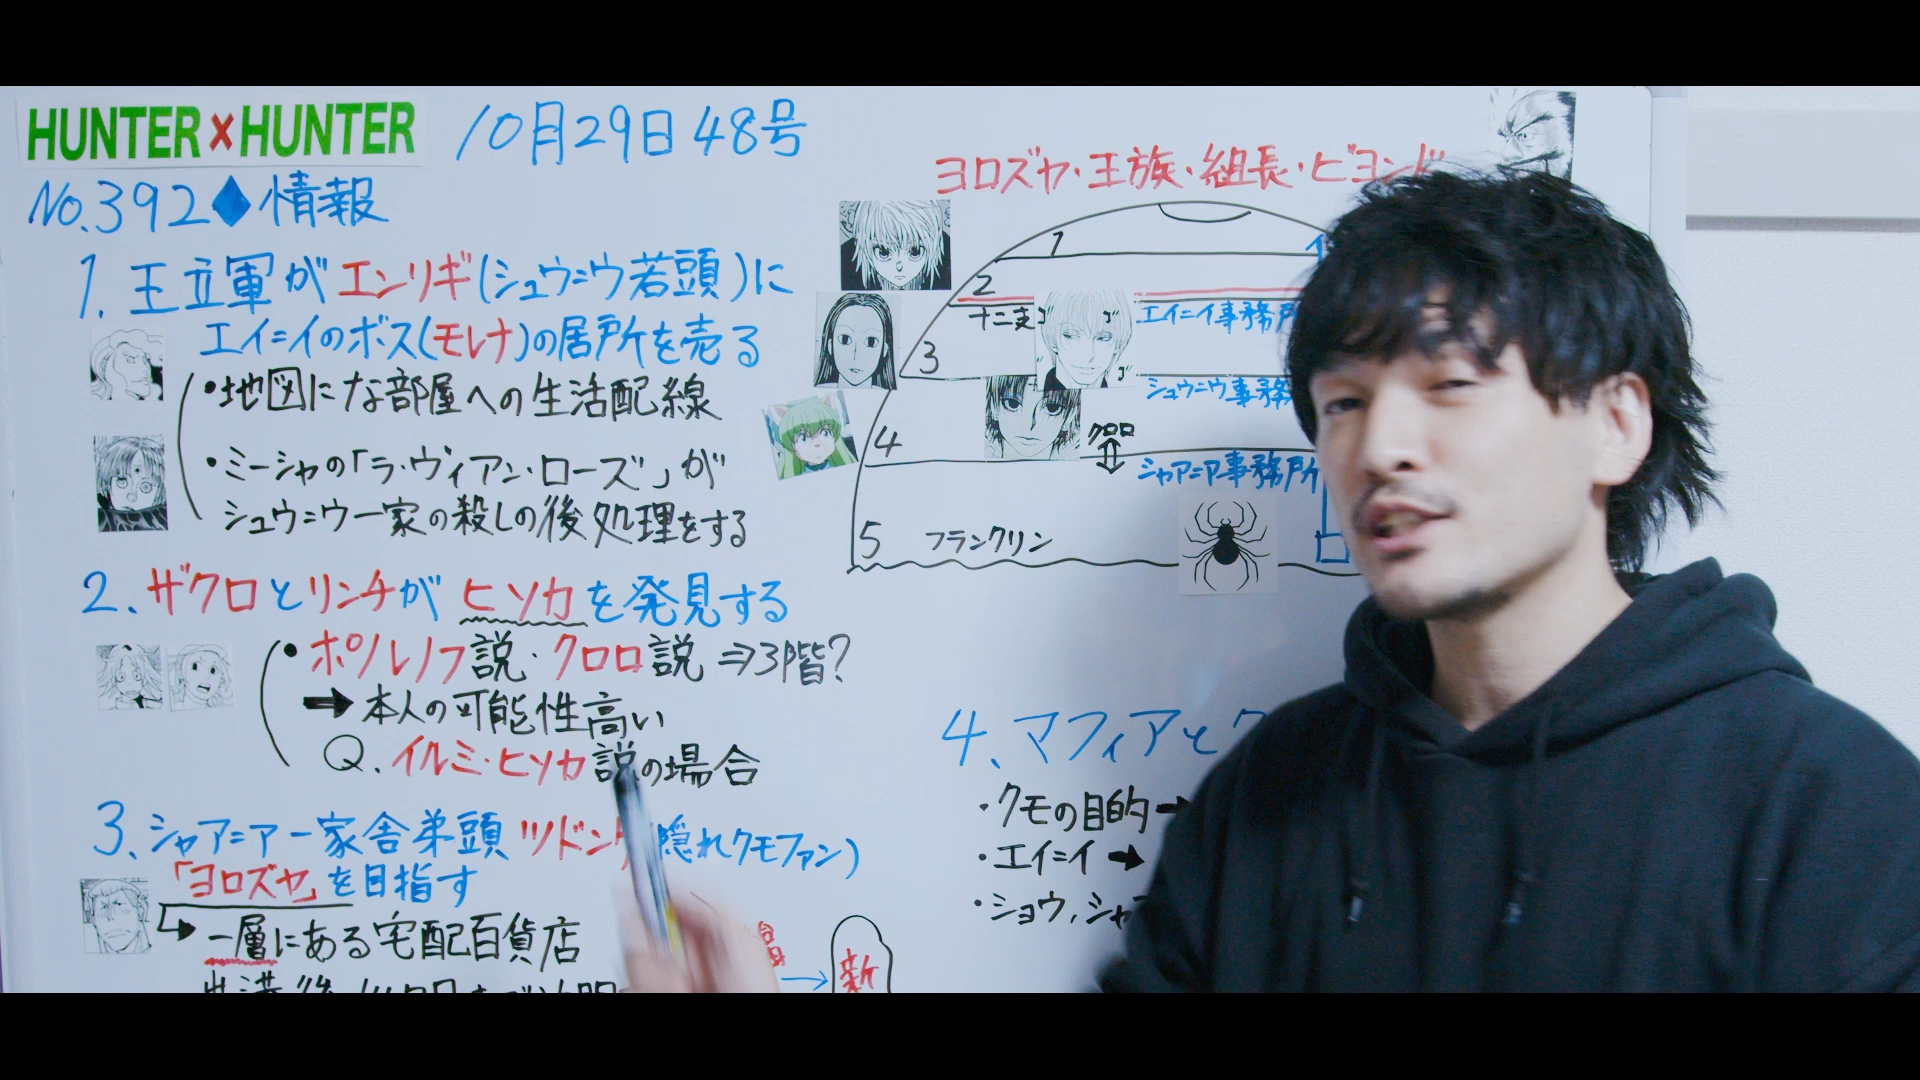 HUNTER×HUNTER
10月29日48号
No.392◆情報
1.王立軍がエンリギ(シュウ=ウ若頭)に
エイ=イのボス(モレナ)の居所を売る
・地図にな部屋への生活配線
・ミーシャの「ラ・ヴィアン・ローズ」が
シュウ=ウ一家の殺しの後処理をする
2、ザクロとリンチがヒソカを発見する
・ボノレノフ説・クロロ説⇒3階?
➡本人の可能性高い
Q.イルミ・ヒソカ説の場合
3、シャア=ア一家舎弟頭ツドンケ(隠れクモファン)
「ヨロズヤ」を目指す
一層にある宅配百貨店
新
ヨロズヤ・王族・組長・ビヨンド
1
2
十二支
エイ=イ事務所
3
シュウ=ウ事務
4
クロロ
シャア=ア事務所
5
フランクリン
4、マフィアと
・クモの目的➡
・エイ=イ➡
・ショウ,シャア